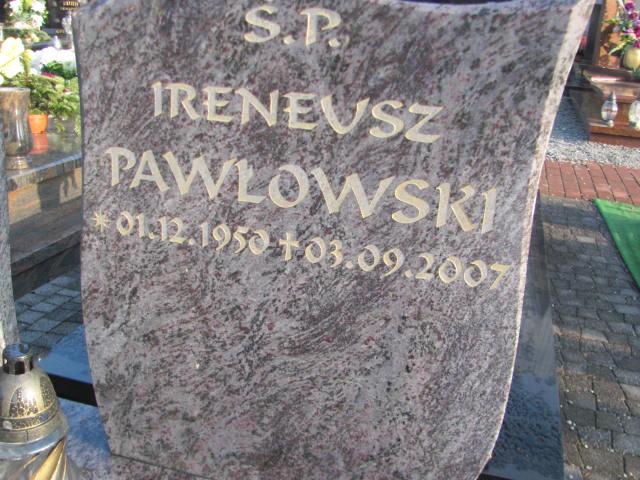 Ś.P.
IRENEUSZ
PAWŁOWSKI
* 01.12.1950 ✝ 03.09.2007